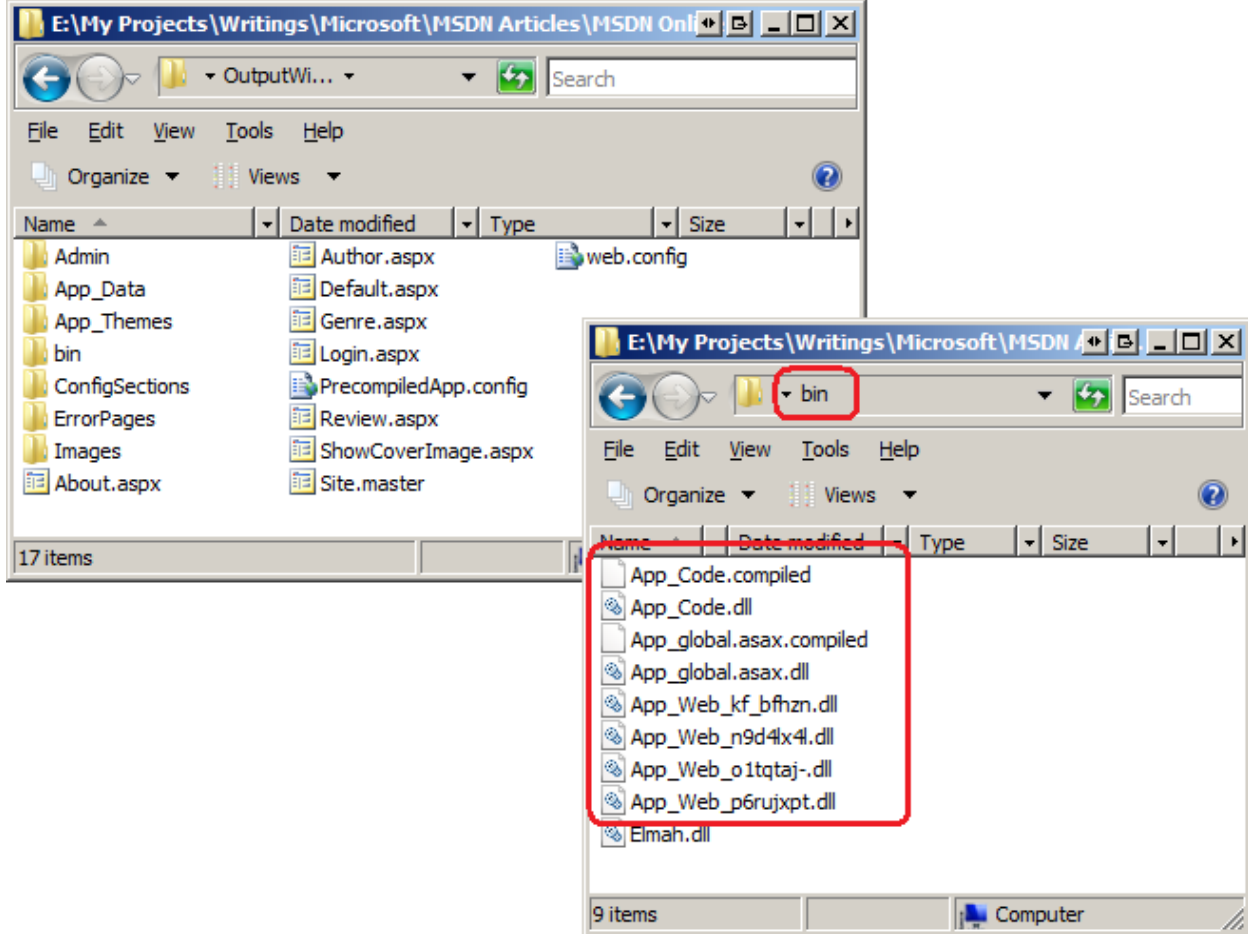 E:\My Projects\Writings\Microsoft\MSDN Articles\MSDN Onli
OutputWi...
Search
File Edit View Tools Help
Organize Views
Name Date modified Type Size
Admin Author.aspx web.config
App_Data Default.aspx
App_Themes Genre.aspx
bin Login.aspx
ConfigSections PrecompiledApp.config
ErrorPages Review.aspx
Images ShowCoverImage.aspx
About.aspx Site.master
17 items
E:\My Projects\Writings\Microsoft\MSDN A
bin
Search
File Edit View Tools Help
Organize Views
Name Date modified Type Size
App_Code.compiled
App_Code.dll
App_global.asax.compiled
App_global.asax.dll
App_Web_kf_bfhzn.dll
App_Web_n9d4lx4l.dll
App_Web_o1tqtaj-.dll
App_Web_p6rujxpt.dll
Elmah.dll
9 items Computer